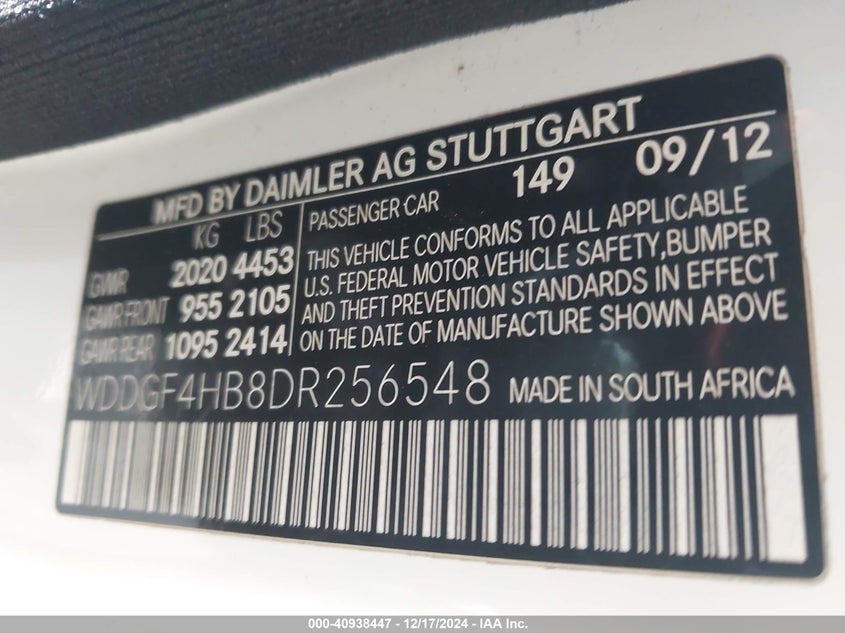 MFD BY DAIMLER AG STUTTGART
KG LBS
GVWR 2020 4453
GAWR FRONT 955 2105
GAWR REAR 1095 2414
PASSENGER CAR 149 09/12
THIS VEHICLE CONFORMS TO ALL APPLICABLE
U.S. FEDERAL MOTOR VEHICLE SAFETY,BUMPER
AND THEFT PREVENTION STANDARDS IN EFFECT
ON THE DATE OF MANUFACTURE SHOWN ABOVE
WDDGF4HB8DR256548 MADE IN SOUTH AFRICA
000-40938447 - 12/17/2024 - IAA, Inc.